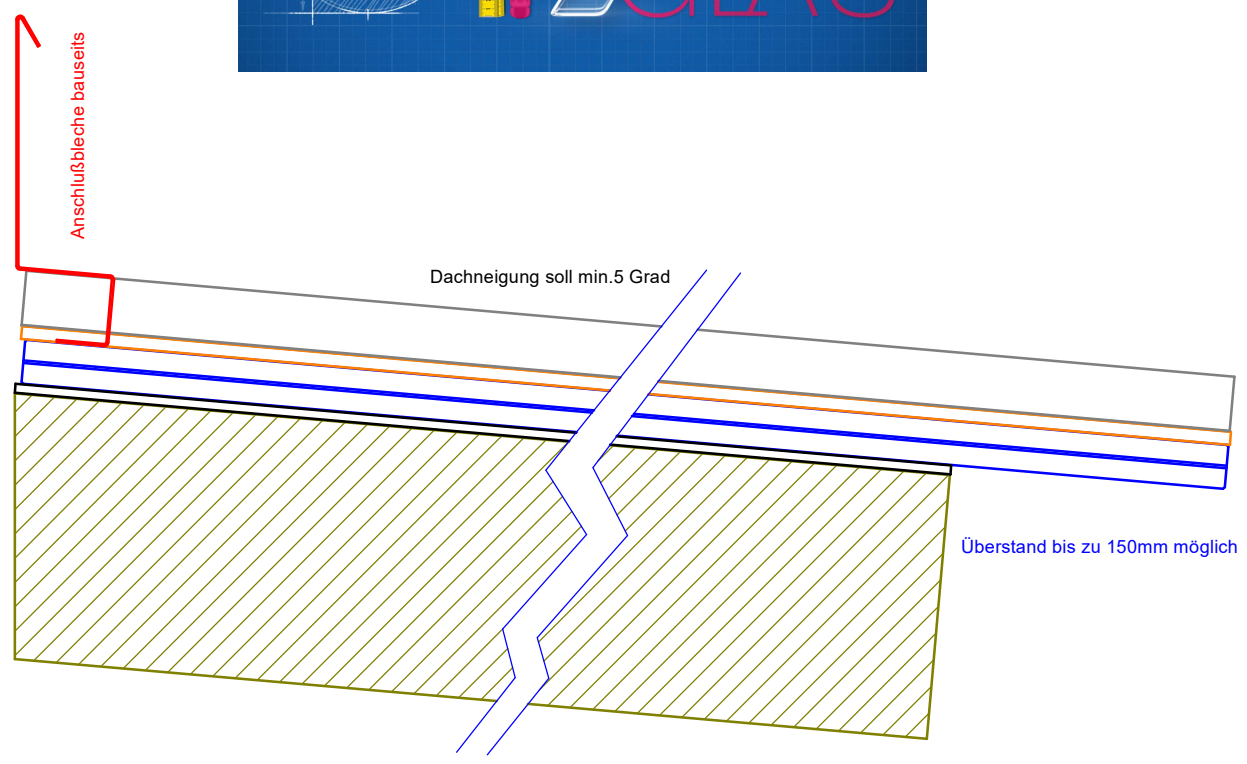 Anschlußbleche bauseits
Dachneigung soll min.5 Grad
Überstand bis zu 150mm möglich